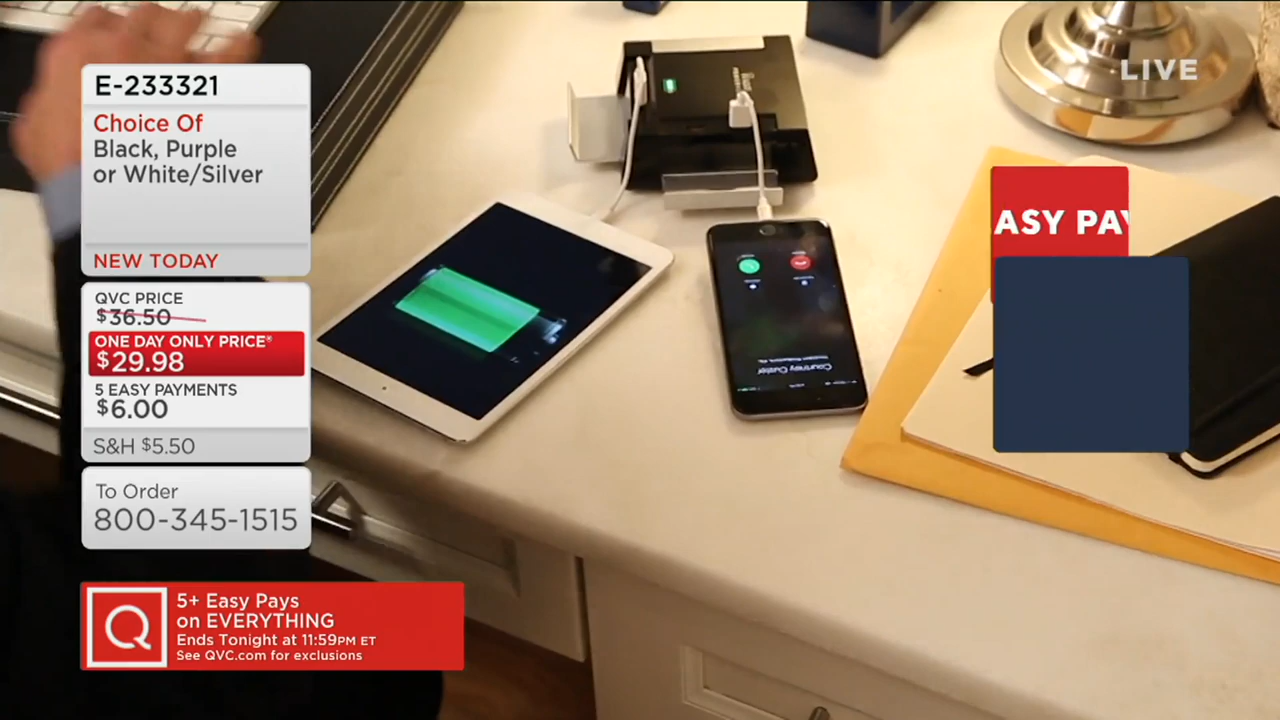 E-233321
Choice Of
Black, Purple
or White/Silver
NEW TODAY
QVC PRICE
$36.50
ONE DAY ONLY PRICE®
$29.98
5 EASY PAYMENTS
$6.00
S&H $5.50
To Order
800-345-1515
Q
5+ Easy Pays
on EVERYTHING
Ends Tonight at 11:59PM ET
See QVC.com for exclusions
LIVE
ASY PAY
Courtney Custer